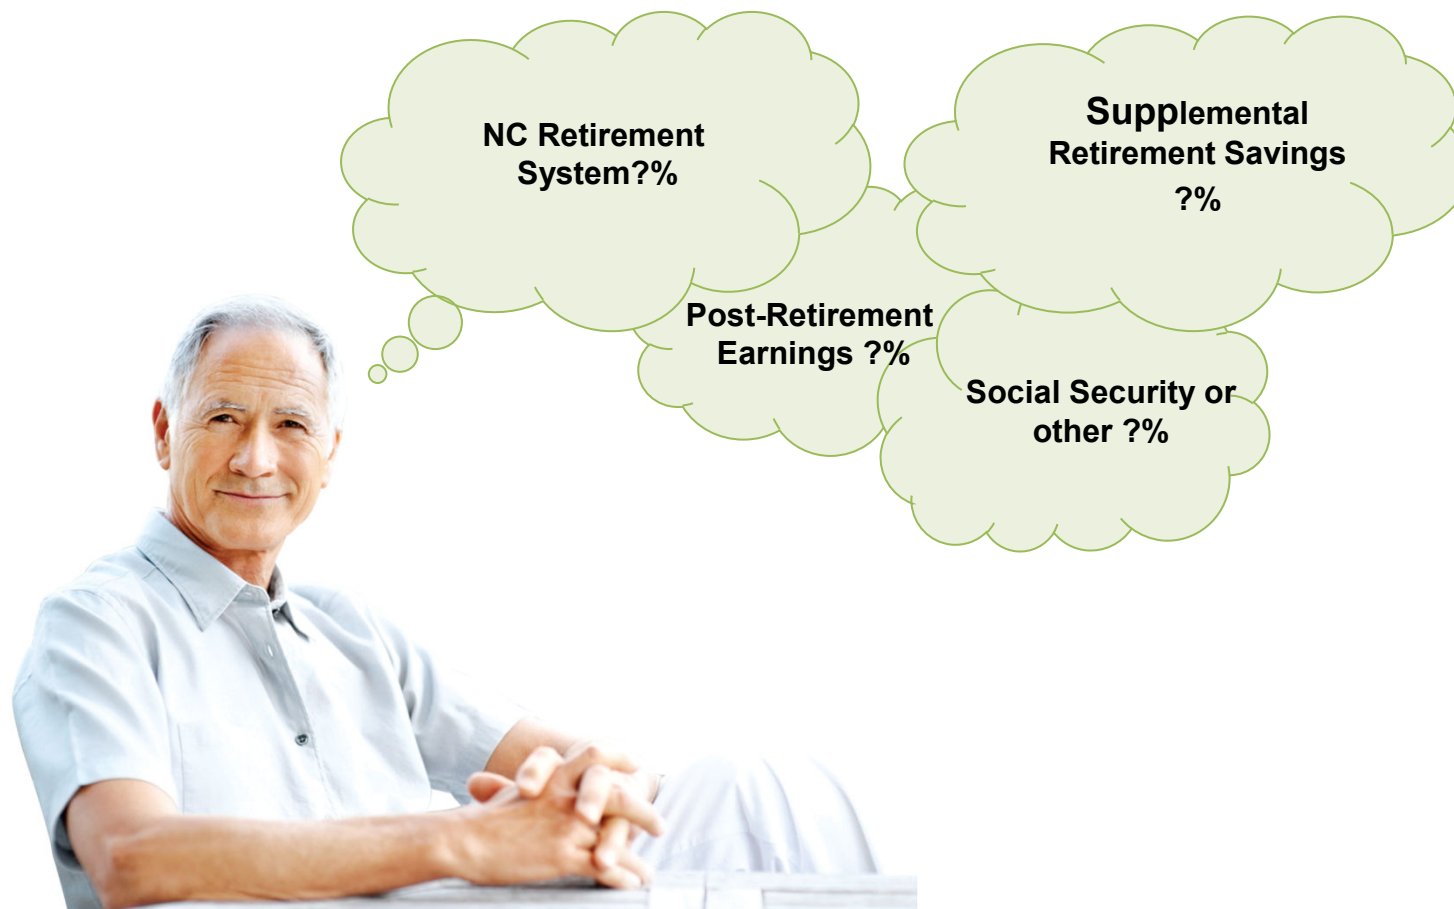 NC Retirement
System?%
Supplemental
Retirement Savings
?%
Post-Retirement
Earnings ?%
Social Security or
other ?%